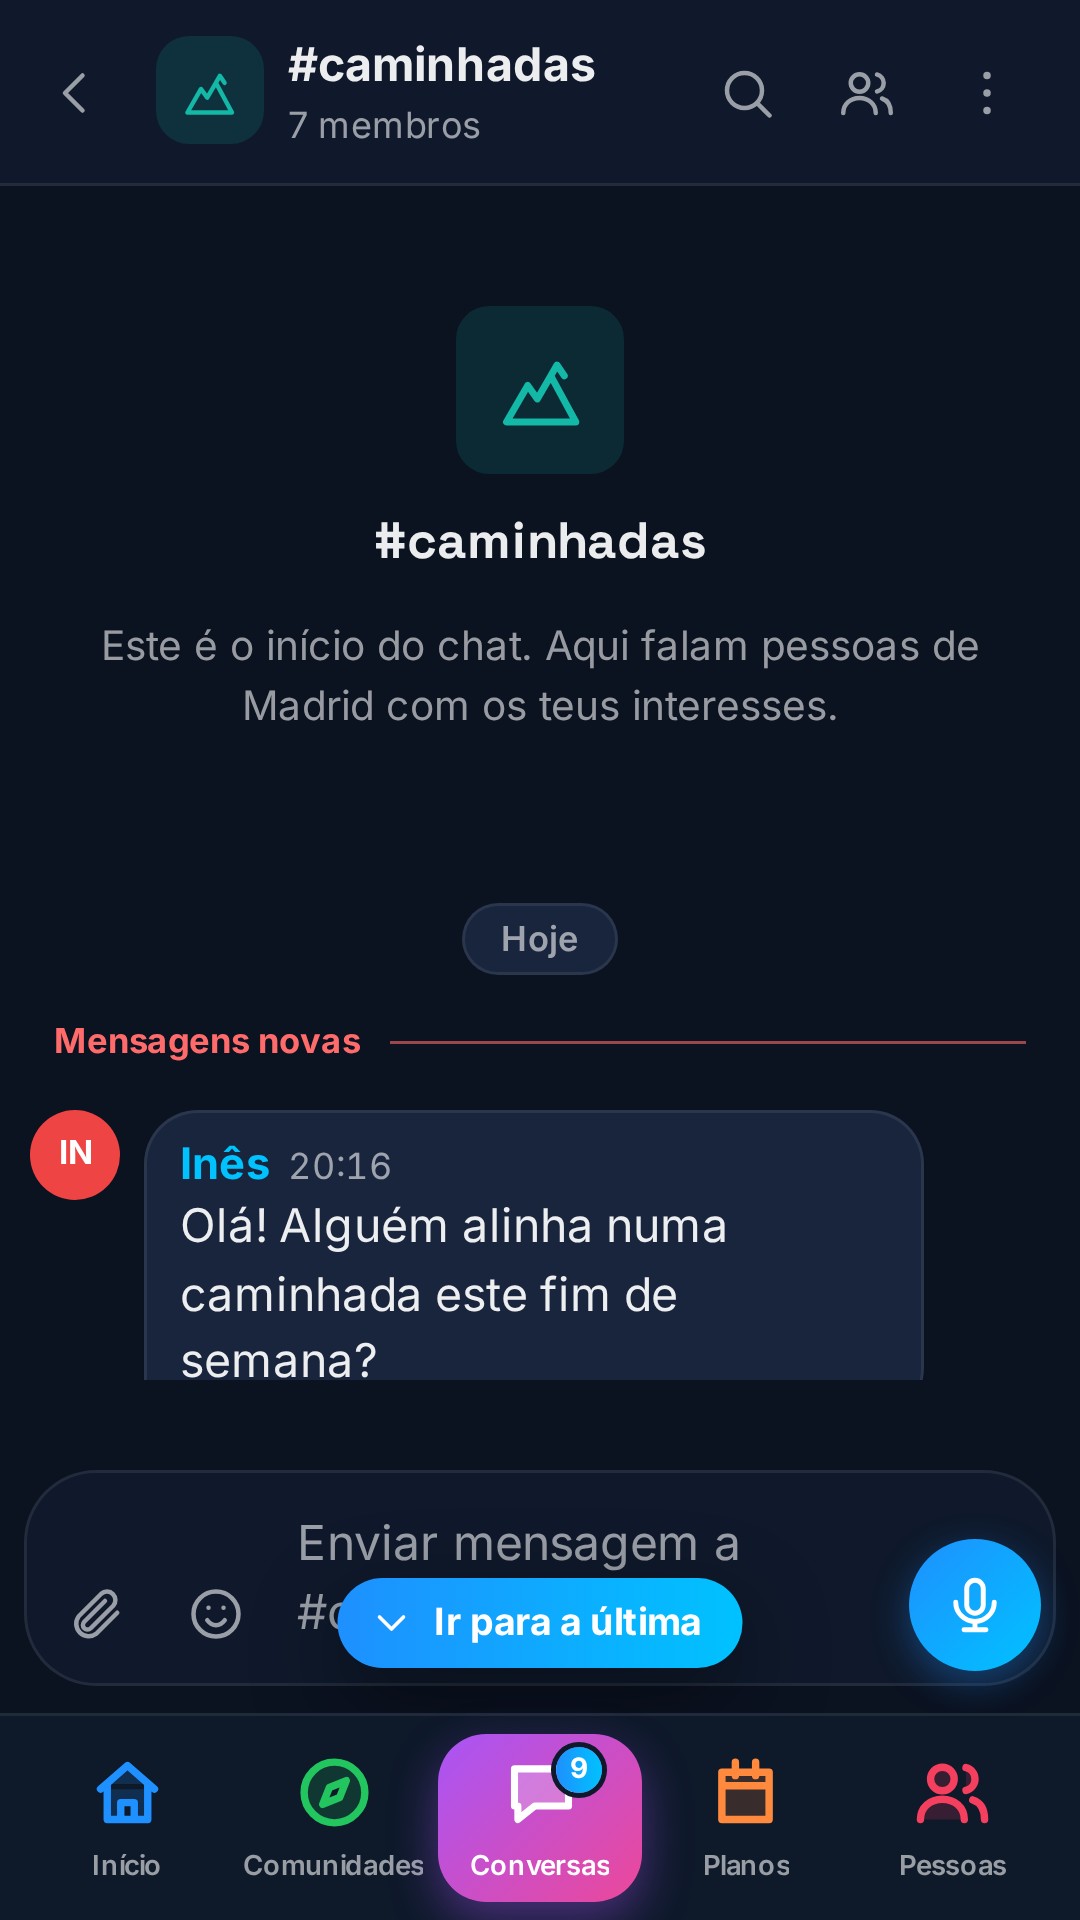 #caminhadas
7 membros
#caminhadas
Este é o início do chat. Aqui falam pessoas de
Madrid com os teus interesses.
Hoje
Mensagens novas
IN
Inês 20:16
Olá! Alguém alinha numa
caminhada este fim de
semana?
Enviar mensagem a
Ir para a última
9
Início
Comunidades
Conversas
Planos
Pessoas